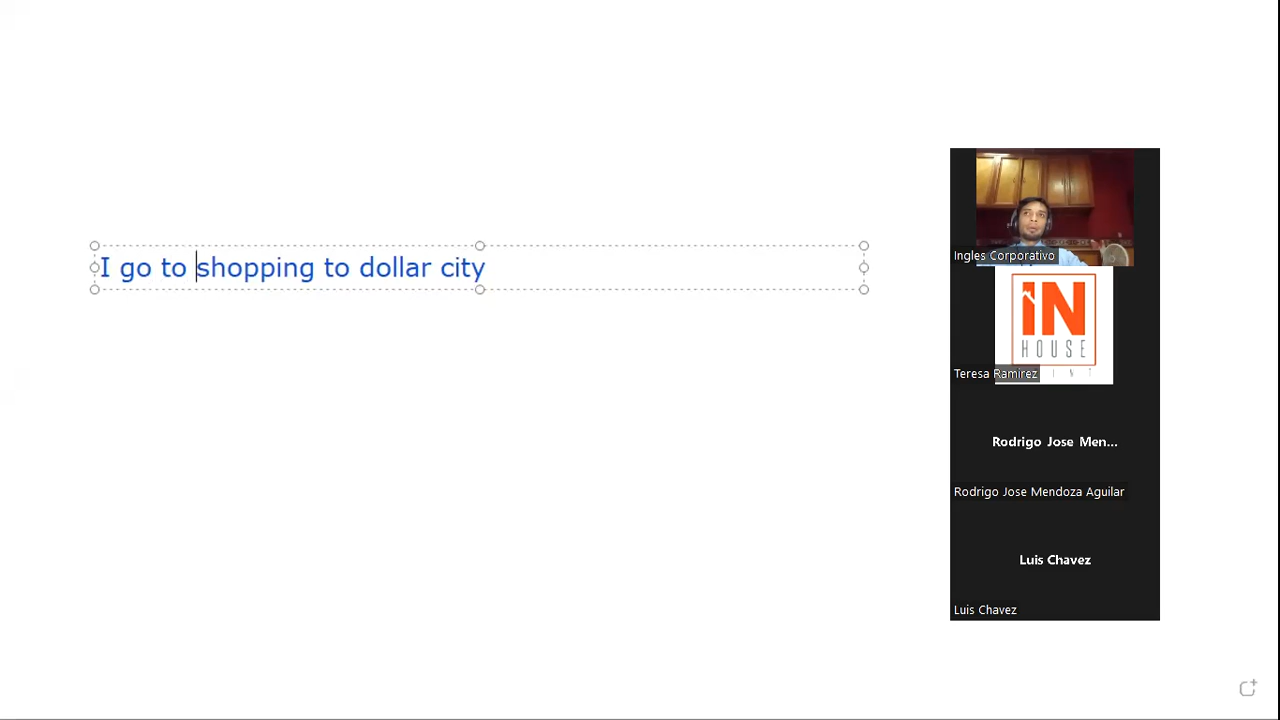 I go to shopping to dollar city
Ingles Corporativo
iN
HOUSE
I N T
Teresa Ramirez
Rodrigo Jose Men...
Rodrigo Jose Mendoza Aguilar
Luis Chavez
Luis Chavez